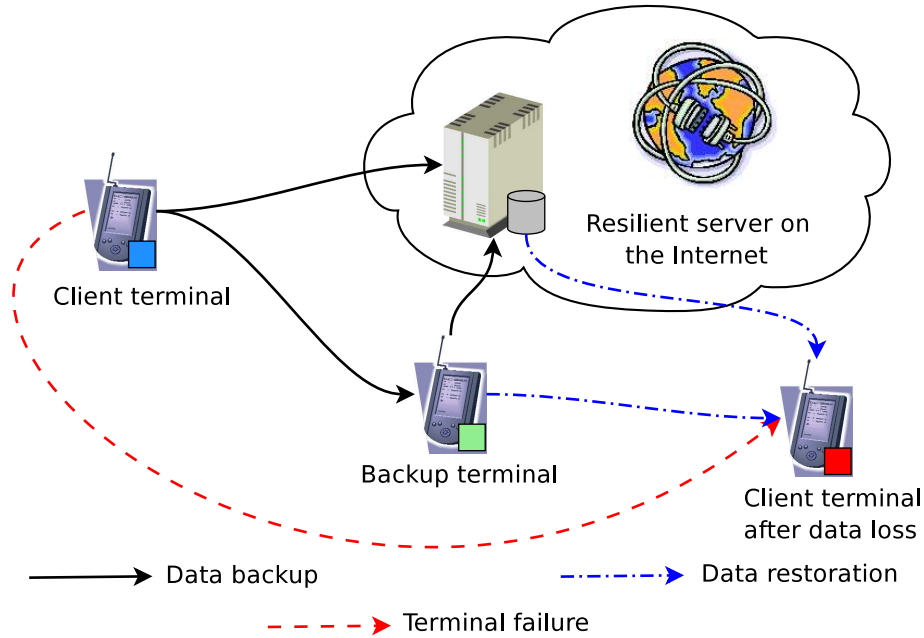 Resilient server on
the Internet
Client terminal
Backup terminal
Client terminal
after data loss
Data backup
Data restoration
Terminal failure